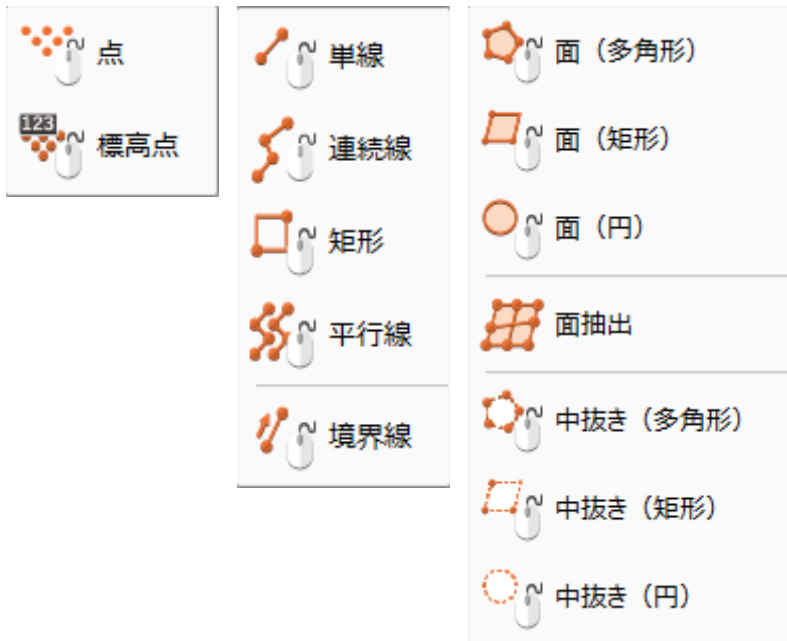 点
123
標高点
単線
連続線
矩形
平行線
境界線
面（多角形）
面（矩形）
面（円）
面抽出
中抜き（多角形）
中抜き（矩形）
中抜き（円）